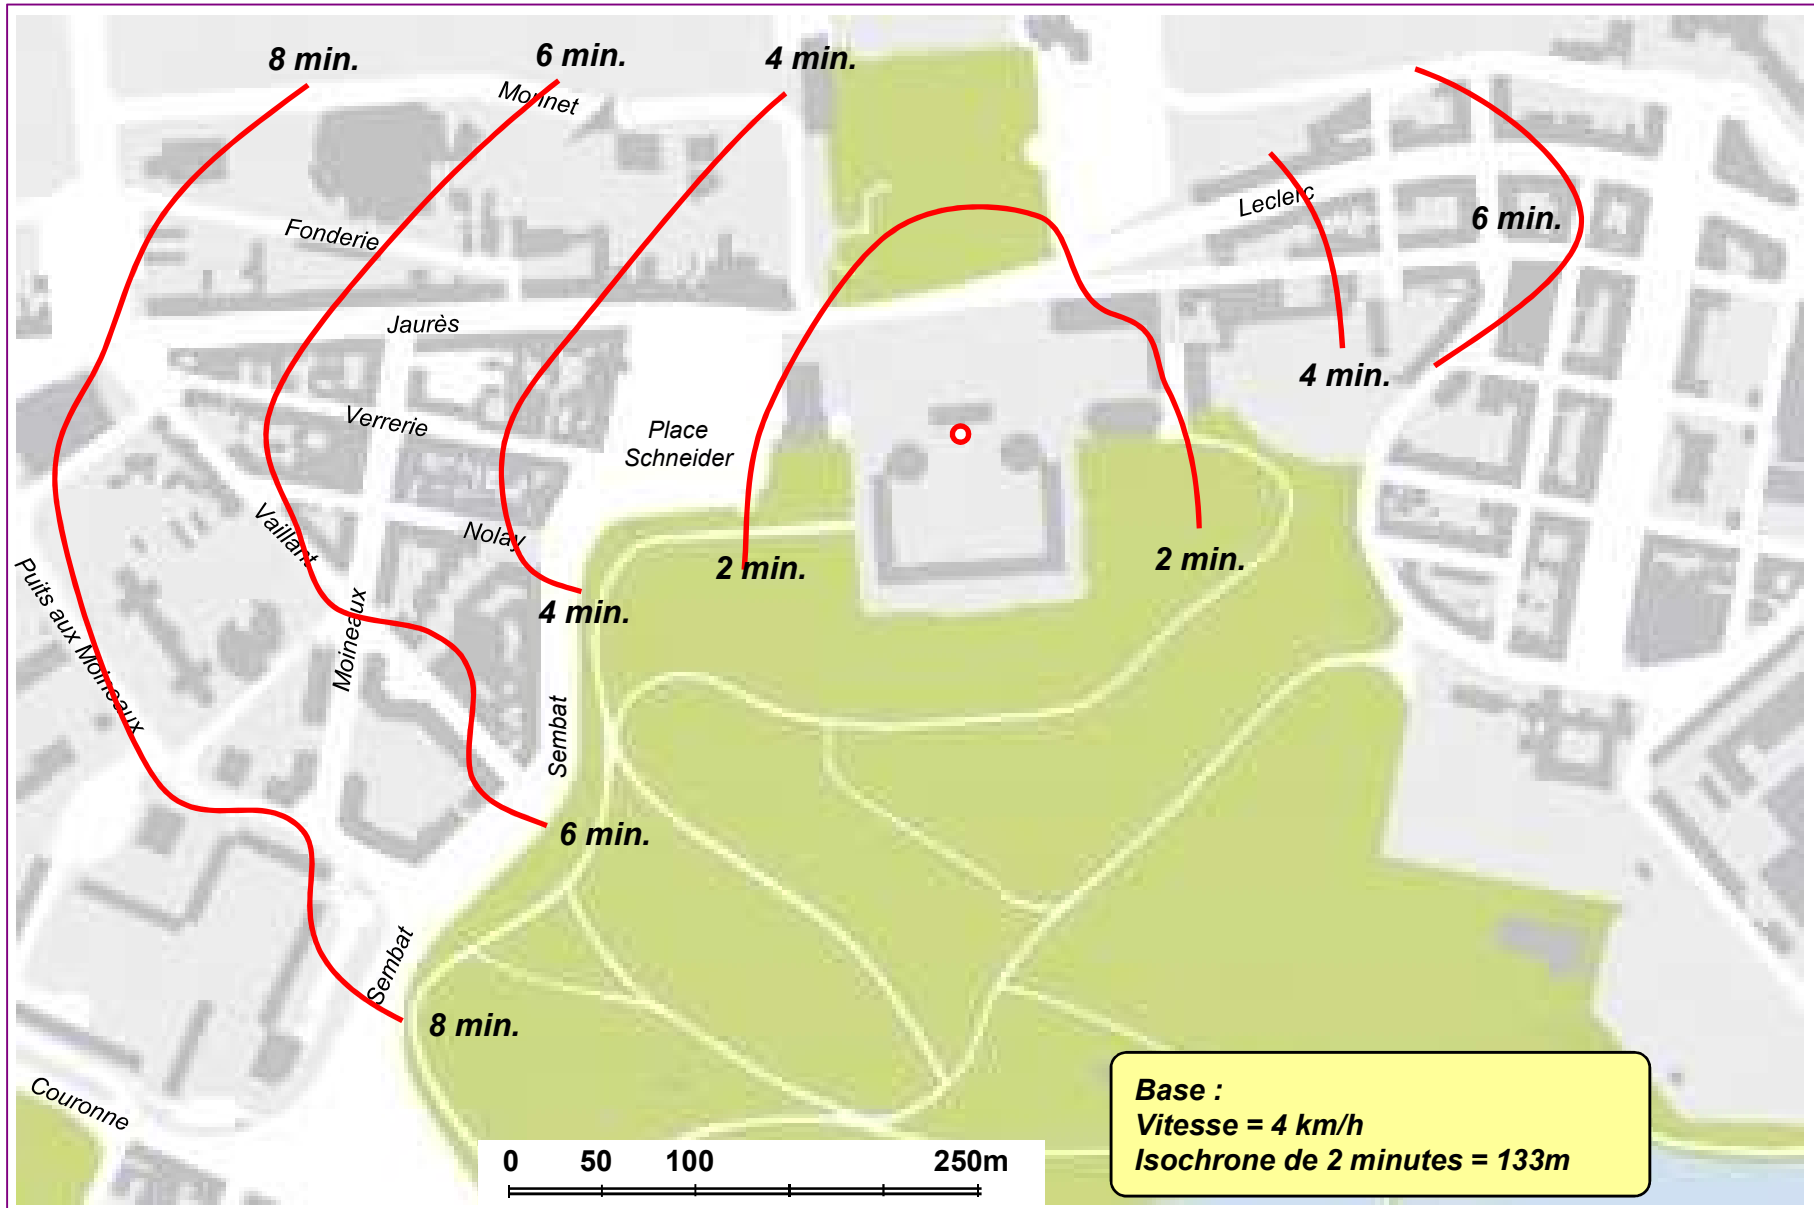 8 min.
6 min.
4 min.
Monnet
Leclerc
6 min.
Fonderie
Jaurès
4 min.
Verrerie
Place
Schneider
Vaillant
Nolay
2 min.
2 min.
4 min.
Puits aux Moineaux
Moineaux
Sembat
6 min.
Sembat
8 min.
Couronne
Base :
Vitesse = 4 km/h
Isochrone de 2 minutes = 133m
0 50 100 250m